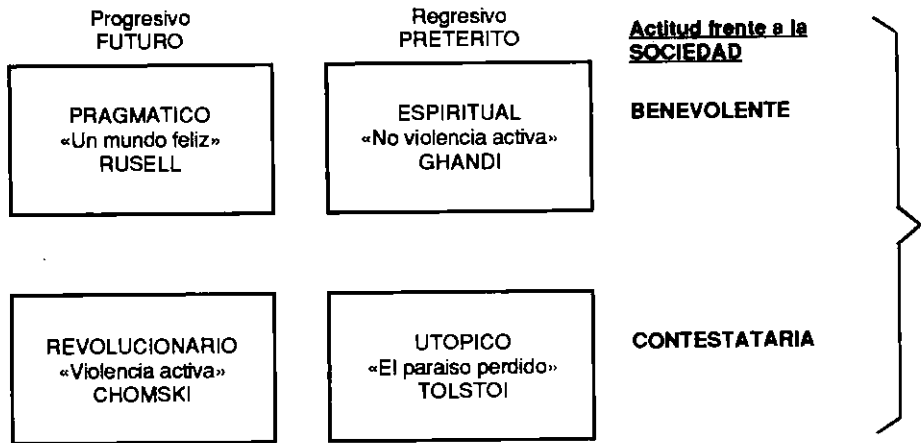 Progresivo
FUTURO
Regresivo
PRETERITO
Actitud frente a la
SOCIEDAD
PRAGMATICO
«Un mundo feliz»
RUSELL
ESPIRITUAL
«No violencia activa»
GHANDI
BENEVOLENTE
REVOLUCIONARIO
«Violencia activa»
CHOMSKI
UTOPICO
«El paraiso perdido»
TOLSTOI
CONTESTATARIA